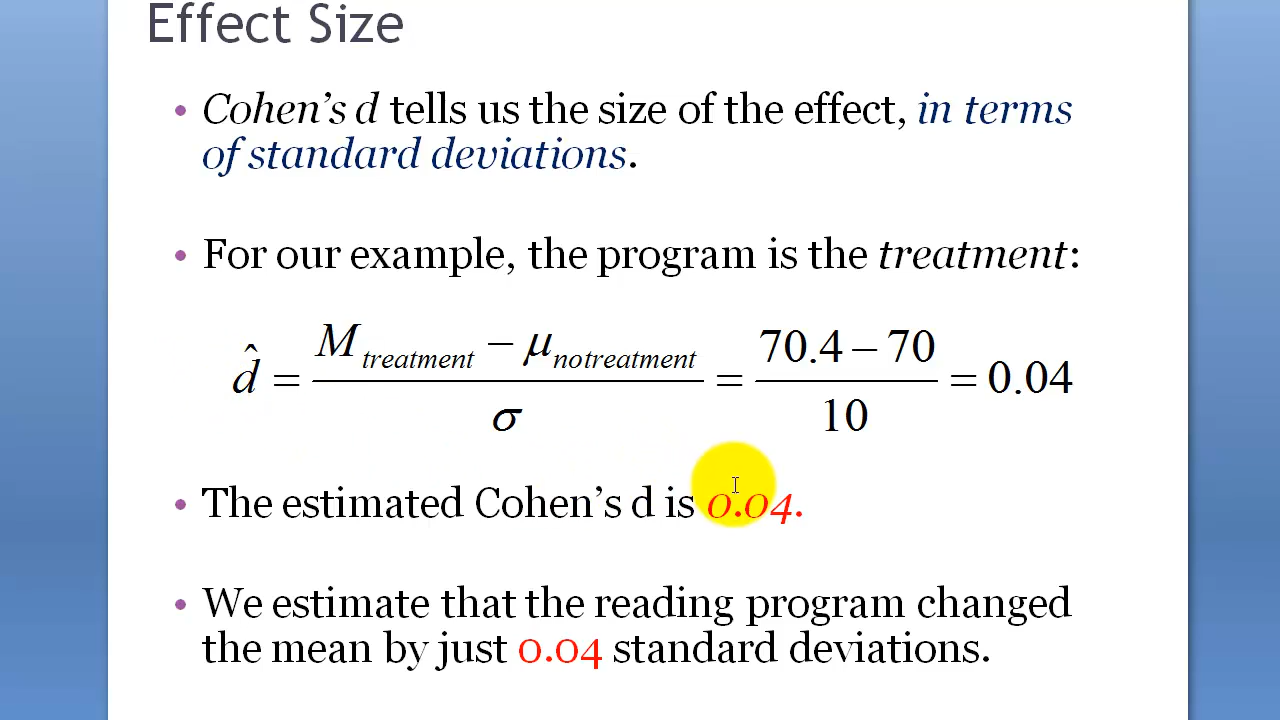 Effect Size
• Cohen's d tells us the size of the effect, in terms
of standard deviations.
• For our example, the program is the treatment:
d̂ = (M treatment − μ notreatment) / σ = (70.4 − 70) / 10 = 0.04
• The estimated Cohen's d is 0.04.
• We estimate that the reading program changed
the mean by just 0.04 standard deviations.